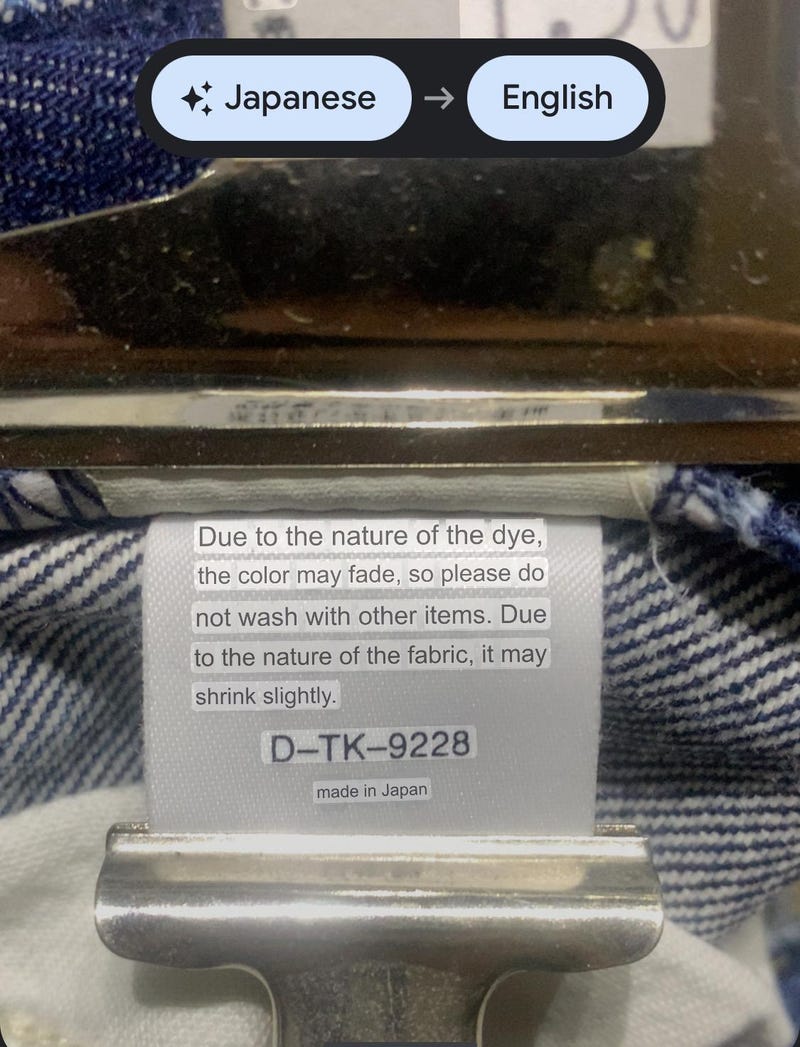 Japanese → English
Due to the nature of the dye,
the color may fade, so please do
not wash with other items. Due
to the nature of the fabric, it may
shrink slightly.
D–TK–9228
made in Japan